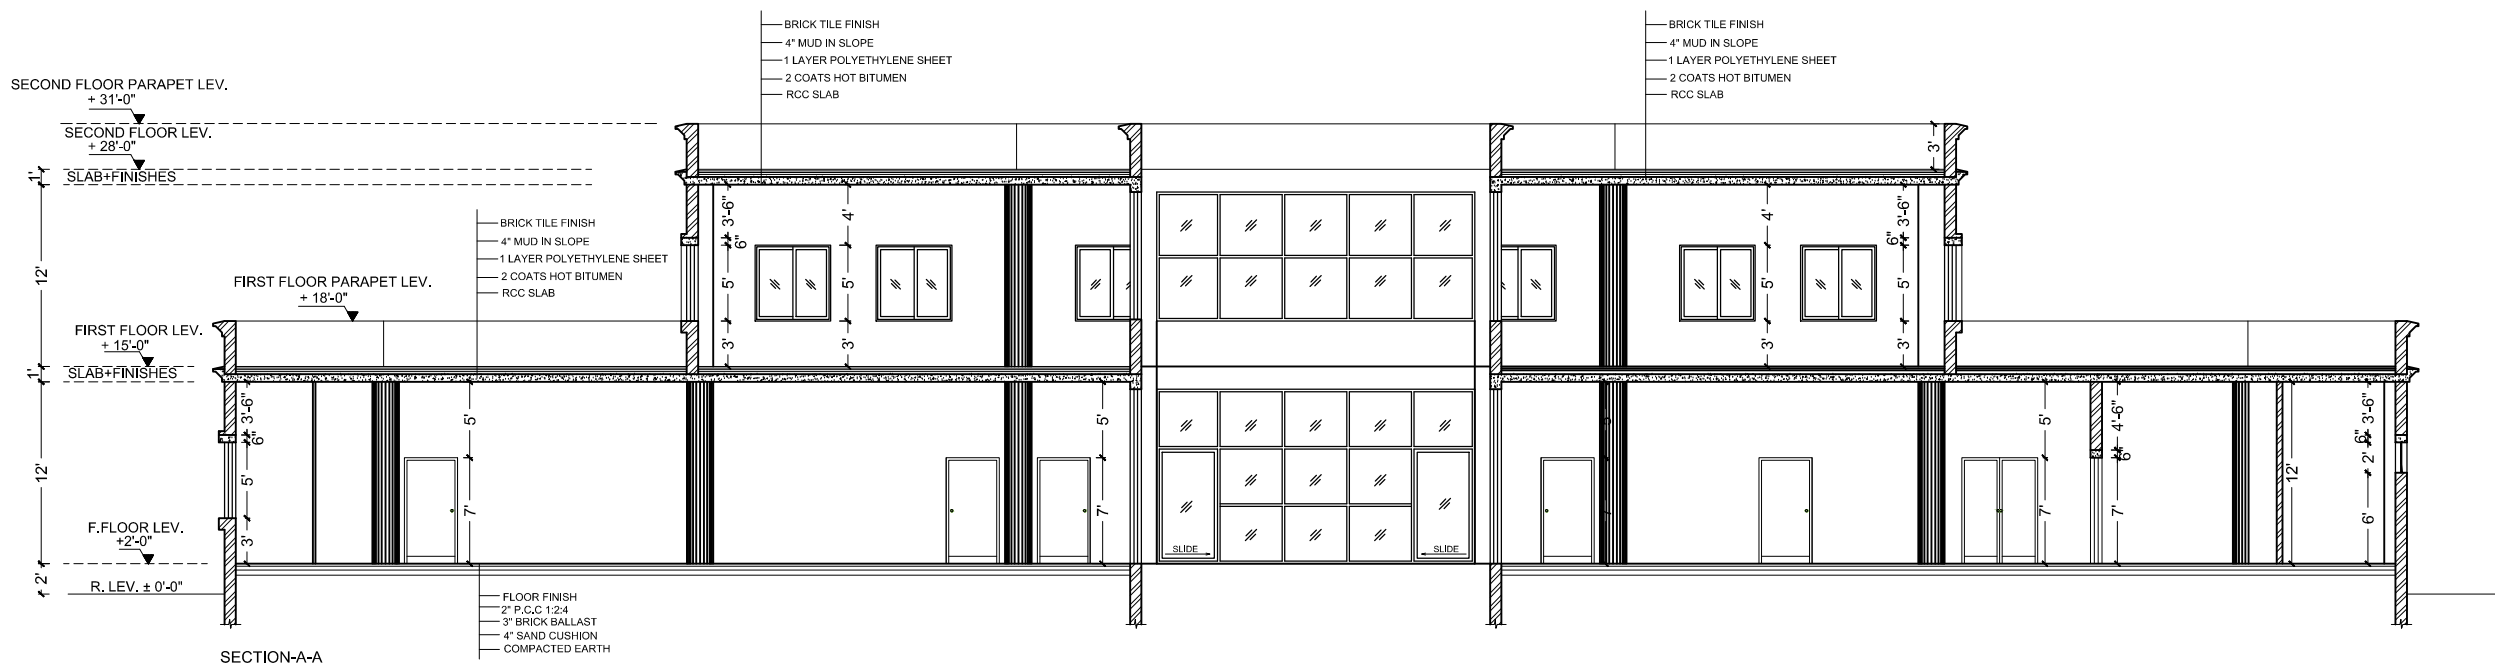 BRICK TILE FINISH
4" MUD IN SLOPE
1 LAYER POLYETHYLENE SHEET
2 COATS HOT BITUMEN
RCC SLAB
BRICK TILE FINISH
4" MUD IN SLOPE
1 LAYER POLYETHYLENE SHEET
2 COATS HOT BITUMEN
RCC SLAB
SECOND FLOOR PARAPET LEV.
+ 31'-0"
SECOND FLOOR LEV.
+ 28'-0"
3'
1'
SLAB+FINISHES
3'-6"
4'
4'
3'-6"
6"
6"
BRICK TILE FINISH
4" MUD IN SLOPE
1 LAYER POLYETHYLENE SHEET
2 COATS HOT BITUMEN
RCC SLAB
12'
FIRST FLOOR PARAPET LEV.
+ 18'-0"
5'
5'
5'
5'
FIRST FLOOR LEV.
+ 15'-0"
3'
3'
3'
3'
1'
SLAB+FINISHES
3'-6"
6"
5'
5'
5'
5'
4'-6"
6"
3'-6"
6"
2'
12'
12'
5'
7'
7'
7'
7'
7'
6'
F.FLOOR LEV.
+2'-0"
3'
SLIDE
SLIDE
2'
R. LEV. ± 0'-0"
FLOOR FINISH
2" P.C.C 1:2:4
3" BRICK BALLAST
4" SAND CUSHION
COMPACTED EARTH
SECTION-A-A